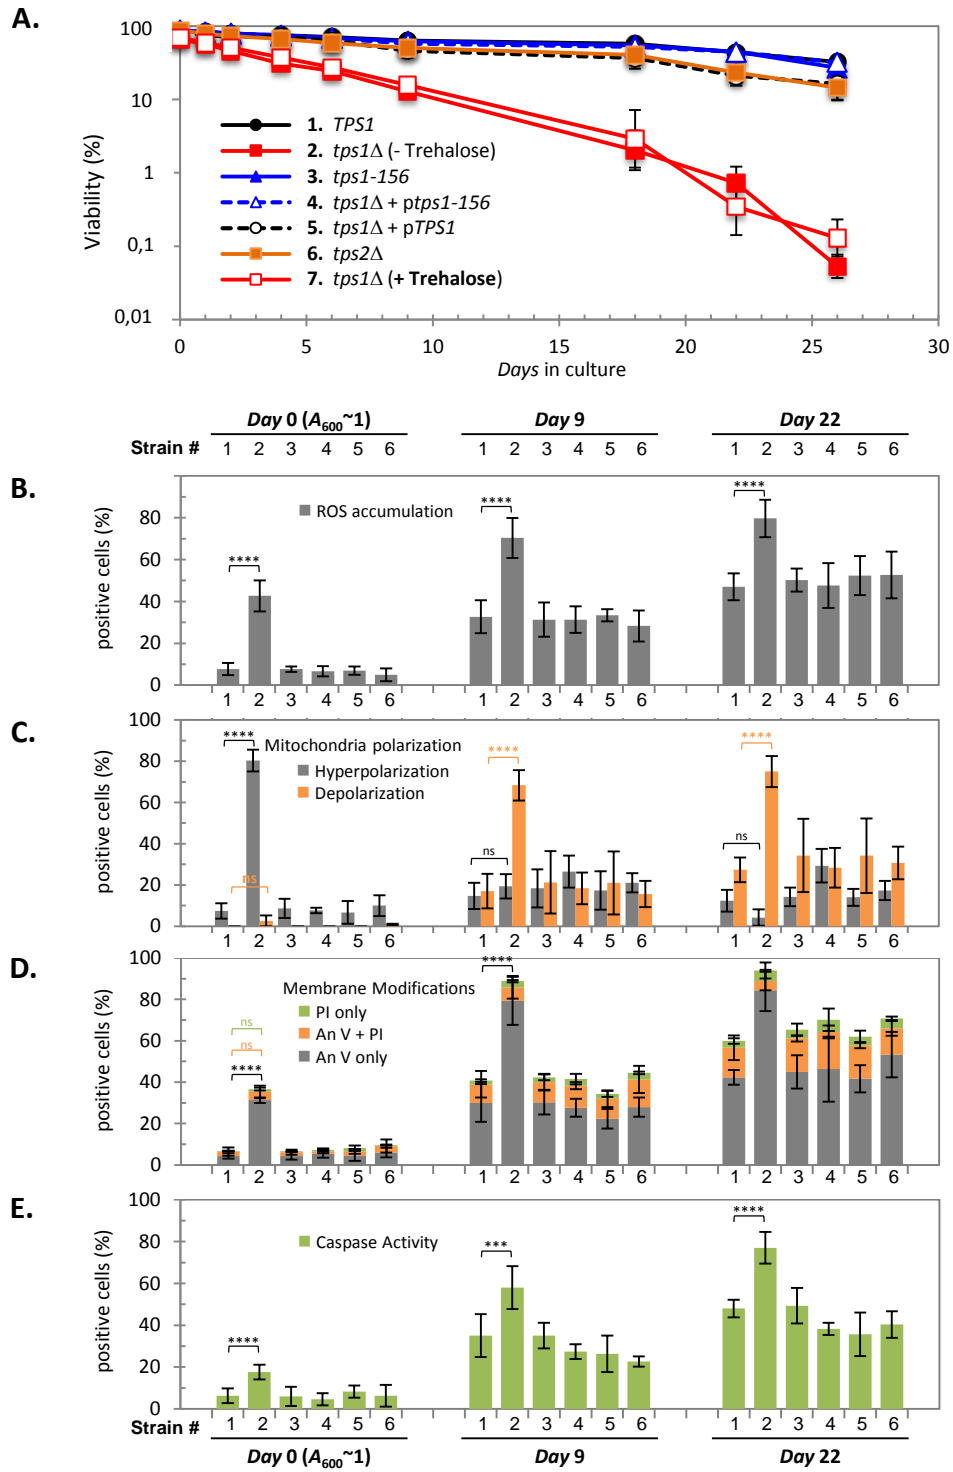 A.
100
10
1
0,1
0,01
Viability (%)
1. TPS1
2. tps1Δ (- Trehalose)
3. tps1-156
4. tps1Δ + ptps1-156
5. tps1Δ + pTPS1
6. tps2Δ
7. tps1Δ (+ Trehalose)
0 5 10 15 20 25 30
Days in culture
Day 0 (A600~1) Day 9 Day 22
Strain # 1 2 3 4 5 6 1 2 3 4 5 6 1 2 3 4 5 6
B.
positive cells (%)
80
60
40
20
0
ROS accumulation
**** **** ****
1 2 3 4 5 6 1 2 3 4 5 6 1 2 3 4 5 6
C.
positive cells (%)
100
80
60
40
20
0
Mitochondria polarization
Hyperpolarization
Depolarization
**** ns **** ns **** ns
1 2 3 4 5 6 1 2 3 4 5 6 1 2 3 4 5 6
D.
positive cells (%)
100
80
60
40
20
0
Membrane Modifications
PI only
An V + PI
An V only
ns
ns
**** ****
1 2 3 4 5 6 1 2 3 4 5 6 1 2 3 4 5 6
E.
positive cells (%)
100
80
60
40
20
0
Caspase Activity
**** *** ****
Strain # 1 2 3 4 5 6 1 2 3 4 5 6 1 2 3 4 5 6
Day 0 (A600~1) Day 9 Day 22